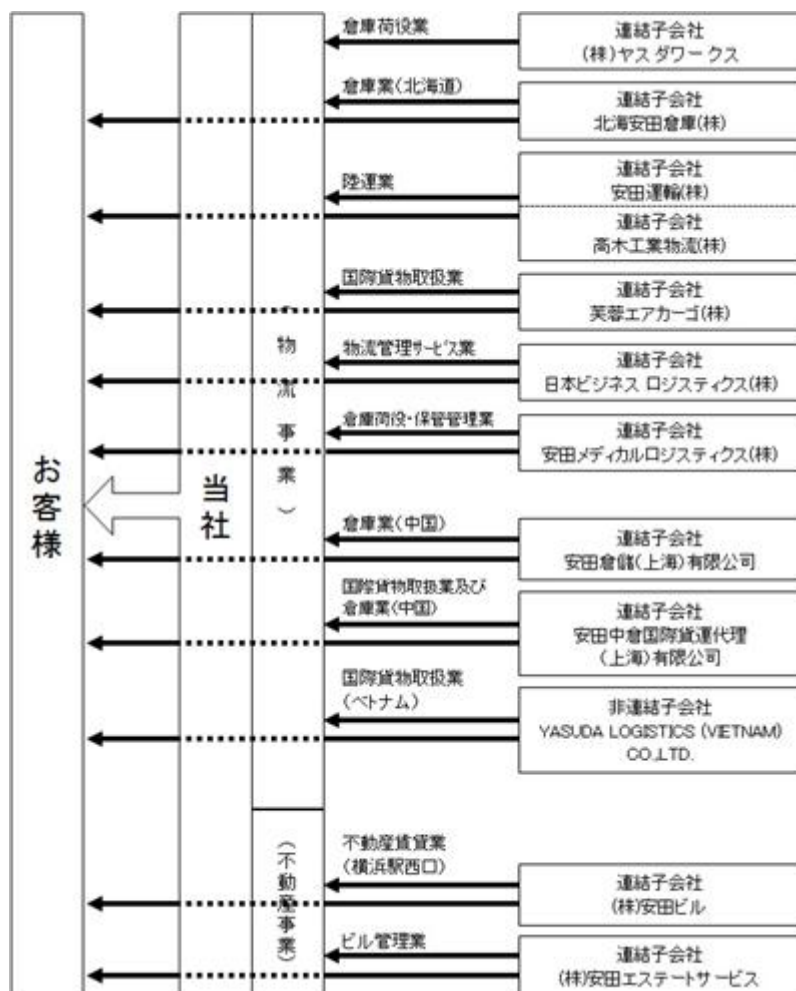 倉庫荷役業
連結子会社
(株)ヤスダワークス
倉庫業(北海道)
連結子会社
北海安田倉庫(株)
陸運業
連結子会社
安田運輸(株)
連結子会社
高木工業物流(株)
国際貨物取扱業
連結子会社
芙蓉エアカーゴ(株)
物流管理サービス業
連結子会社
日本ビジネス ロジスティクス(株)
倉庫荷役・保管管理業
連結子会社
安田メディカルロジスティクス(株)
お客様
当社
(物流事業)
倉庫業(中国)
連結子会社
安田倉儲(上海)有限公司
国際貨物取扱業及び
倉庫業(中国)
連結子会社
安田中倉国際貨運代理
(上海)有限公司
国際貨物取扱業
(ベトナム)
非連結子会社
YASUDA LOGISTICS (VIETNAM)
CO.,LTD.
(不動産事業)
不動産賃貸業
(横浜駅西口)
連結子会社
(株)安田ビル
ビル管理業
連結子会社
(株)安田エステートサービス